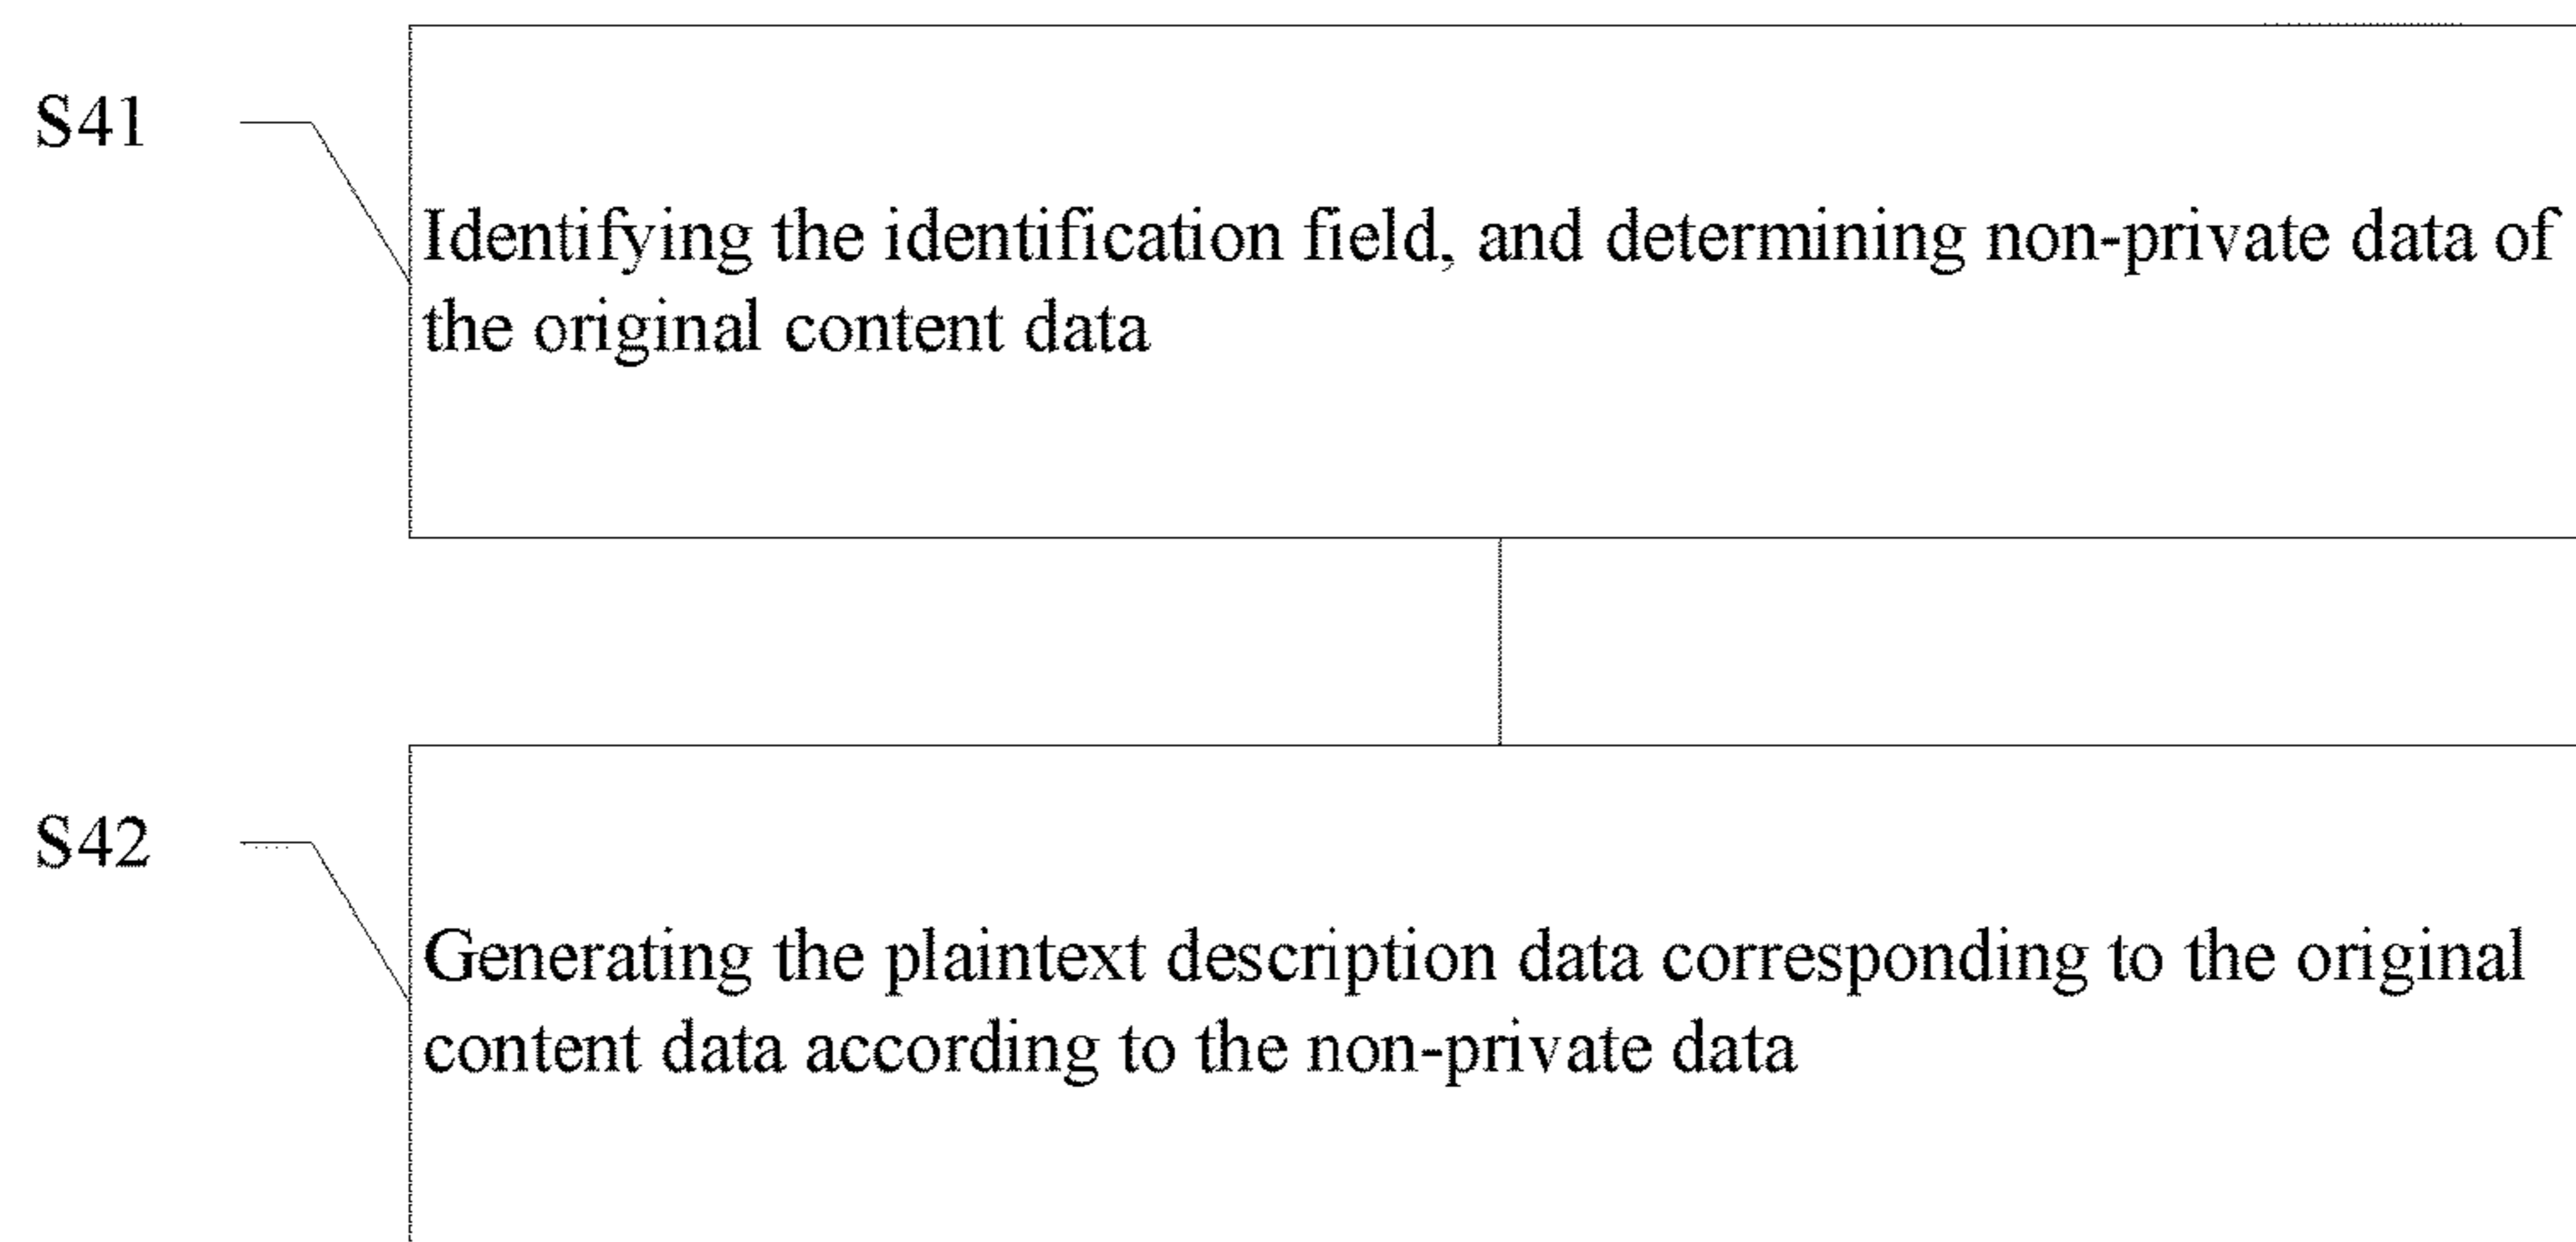 S41
Identifying the identification field, and determining non-private data of
the original content data
S42
Generating the plaintext description data corresponding to the original
content data according to the non-private data